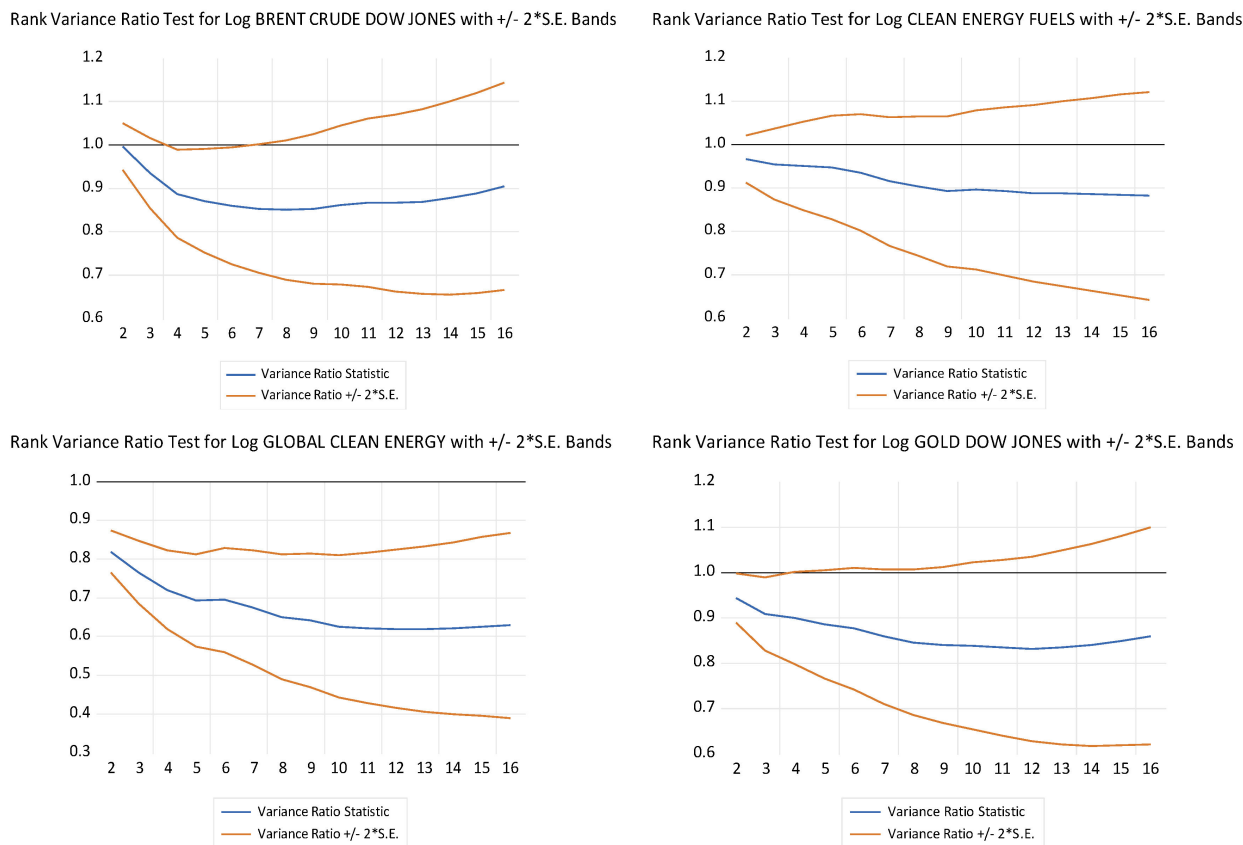 Rank Variance Ratio Test for Log BRENT CRUDE DOW JONES with +/- 2*S.E. Bands
1.2
1.1
1.0
0.9
0.8
0.7
0.6
2 3 4 5 6 7 8 9 10 11 12 13 14 15 16
Variance Ratio Statistic
Variance Ratio +/- 2*S.E.
Rank Variance Ratio Test for Log CLEAN ENERGY FUELS with +/- 2*S.E. Bands
1.2
1.1
1.0
0.9
0.8
0.7
0.6
2 3 4 5 6 7 8 9 10 11 12 13 14 15 16
Variance Ratio Statistic
Variance Ratio +/- 2*S.E.
Rank Variance Ratio Test for Log GLOBAL CLEAN ENERGY with +/- 2*S.E. Bands
1.0
0.9
0.8
0.7
0.6
0.5
0.4
0.3
2 3 4 5 6 7 8 9 10 11 12 13 14 15 16
Variance Ratio Statistic
Variance Ratio +/- 2*S.E.
Rank Variance Ratio Test for Log GOLD DOW JONES with +/- 2*S.E. Bands
1.2
1.1
1.0
0.9
0.8
0.7
0.6
2 3 4 5 6 7 8 9 10 11 12 13 14 15 16
Variance Ratio Statistic
Variance Ratio +/- 2*S.E.